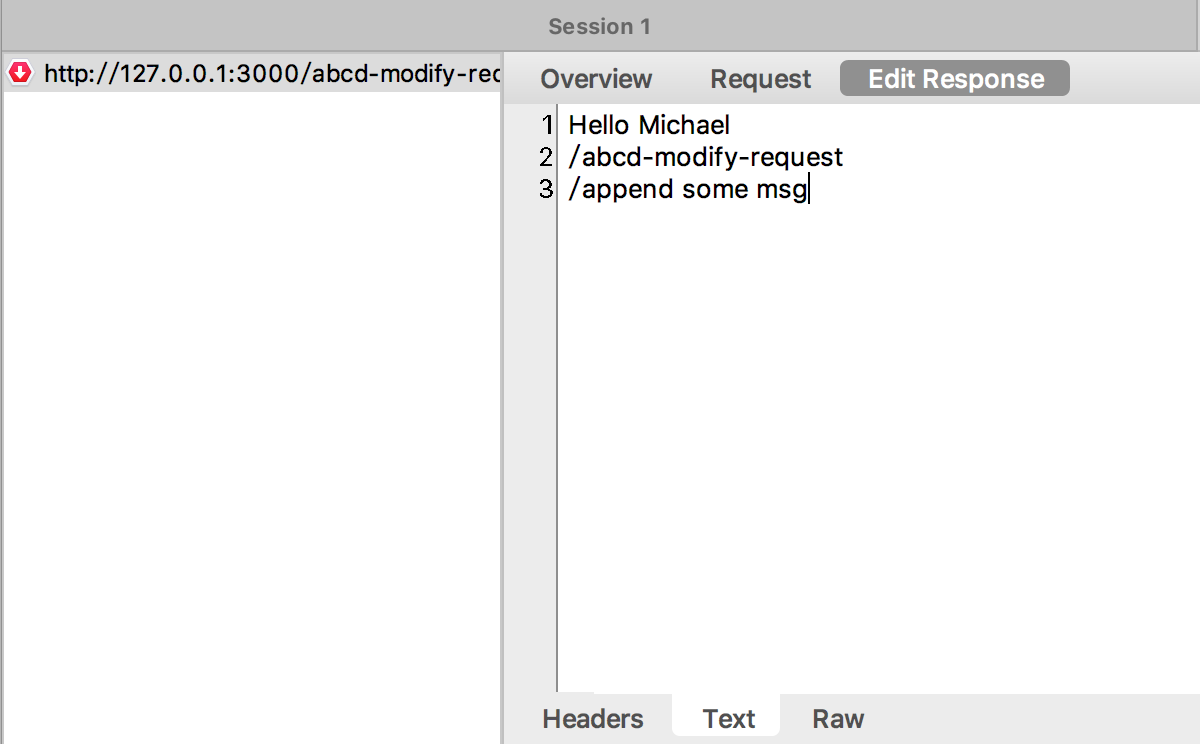 Session 1
http://127.0.0.1:3000/abcd-modify-rec
Overview Request Edit Response
1 Hello Michael
2 /abcd-modify-request
3 /append some msg
Headers Text Raw